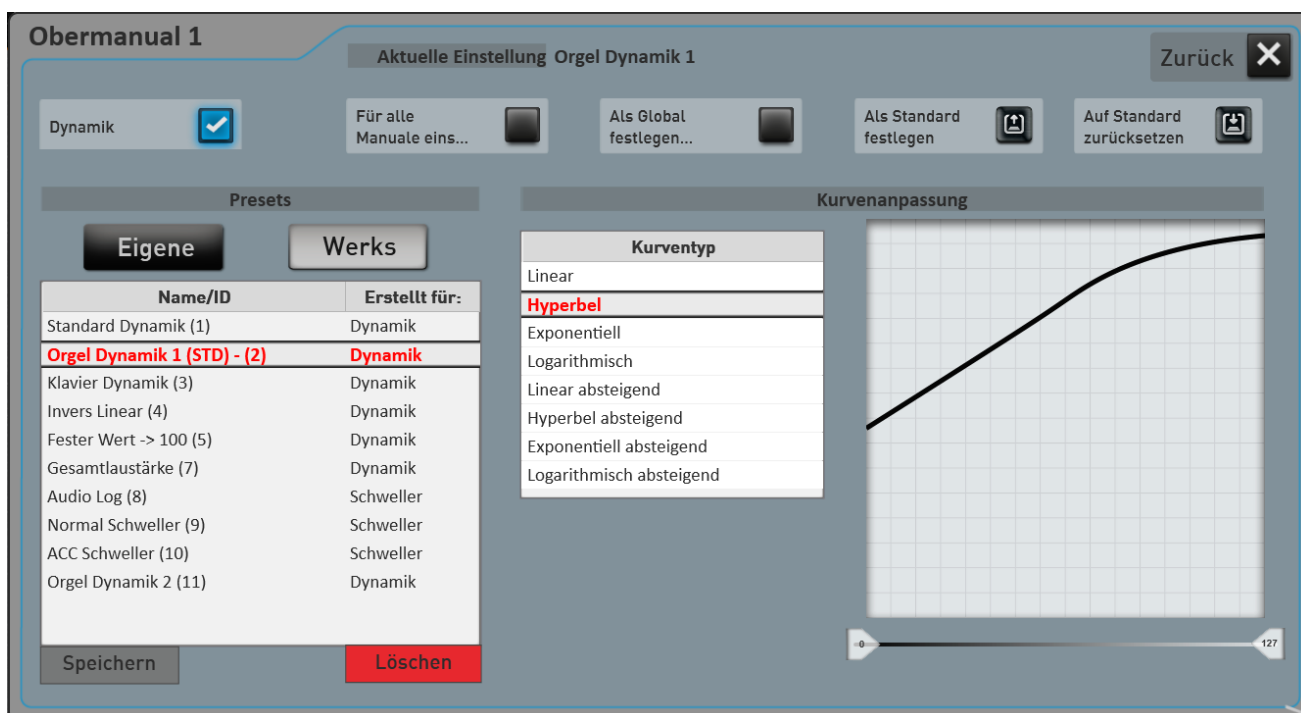 Obermanual 1
Aktuelle Einstellung Orgel Dynamik 1
Zurück
Dynamik
Für alle
Manuale eins...
Als Global
festlegen...
Als Standard
festlegen
Auf Standard
zurücksetzen
Presets
Kurvenanpassung
Eigene
Werks
Name/ID Erstellt für:
Standard Dynamik (1) Dynamik
Orgel Dynamik 1 (STD) - (2) Dynamik
Klavier Dynamik (3) Dynamik
Invers Linear (4) Dynamik
Fester Wert -> 100 (5) Dynamik
Gesamtlaustärke (7) Dynamik
Audio Log (8) Schweller
Normal Schweller (9) Schweller
ACC Schweller (10) Schweller
Orgel Dynamik 2 (11) Dynamik
Speichern
Löschen
Kurventyp
Linear
Hyperbel
Exponentiell
Logarithmisch
Linear absteigend
Hyperbel absteigend
Exponentiell absteigend
Logarithmisch absteigend
0
127